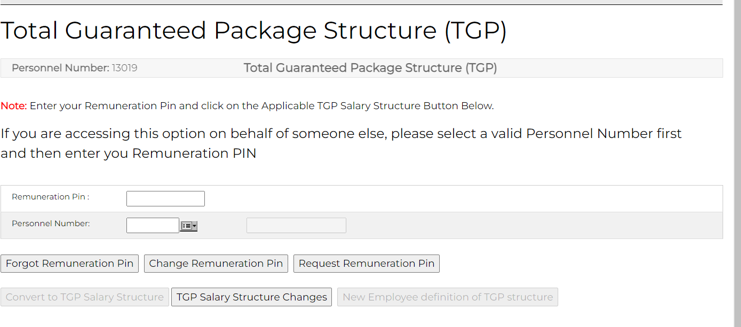 Total Guaranteed Package Structure (TGP)
Personnel Number: 13019 Total Guaranteed Package Structure (TGP)
Note: Enter your Remuneration Pin and click on the Applicable TGP Salary Structure Button Below.
If you are accessing this option on behalf of someone else, please select a valid Personnel Number first
and then enter you Remuneration PIN
Remuneration Pin :
Personnel Number:
Forgot Remuneration Pin Change Remuneration Pin Request Remuneration Pin
Convert to TGP Salary Structure TGP Salary Structure Changes New Employee definition of TGP structure